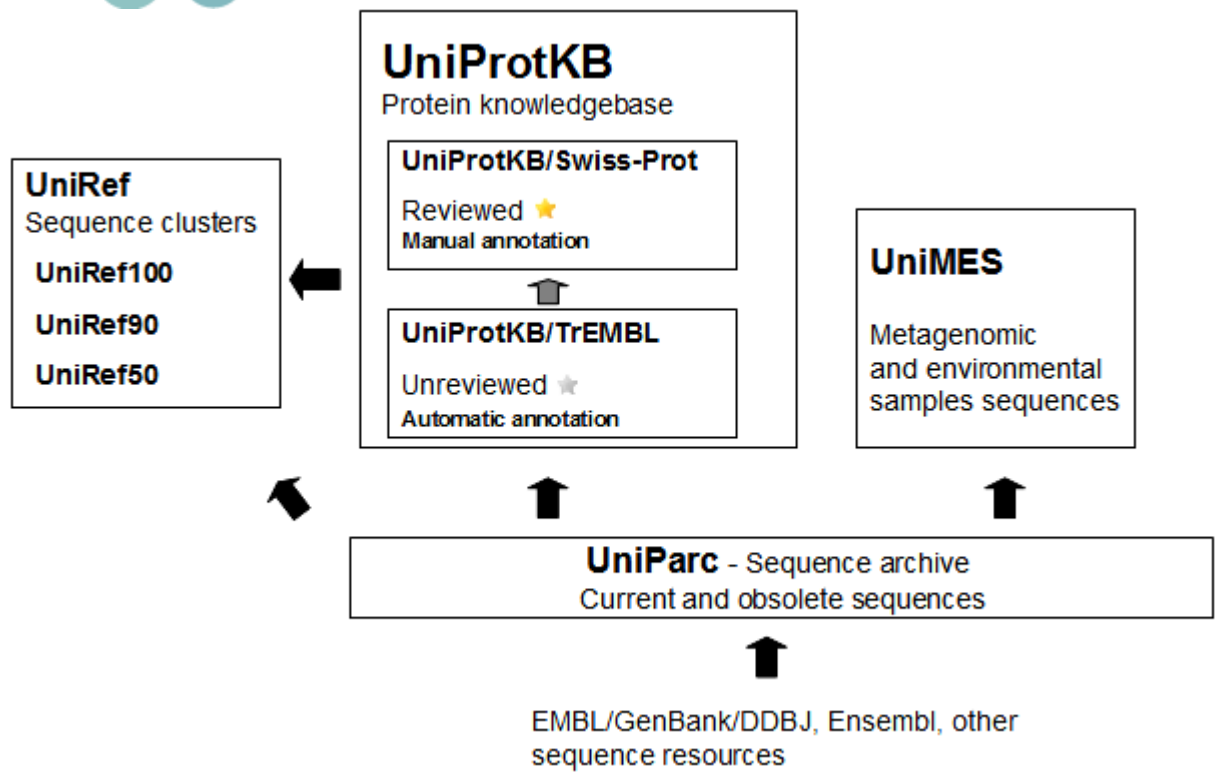 UniProtKB
Protein knowledgebase
UniProtKB/Swiss-Prot
Reviewed
Manual annotation
UniProtKB/TrEMBL
Unreviewed
Automatic annotation
UniRef
Sequence clusters
UniRef100
UniRef90
UniRef50
UniMES
Metagenomic
and environmental
samples sequences
UniParc - Sequence archive
Current and obsolete sequences
EMBL/GenBank/DDBJ, Ensembl, other
sequence resources